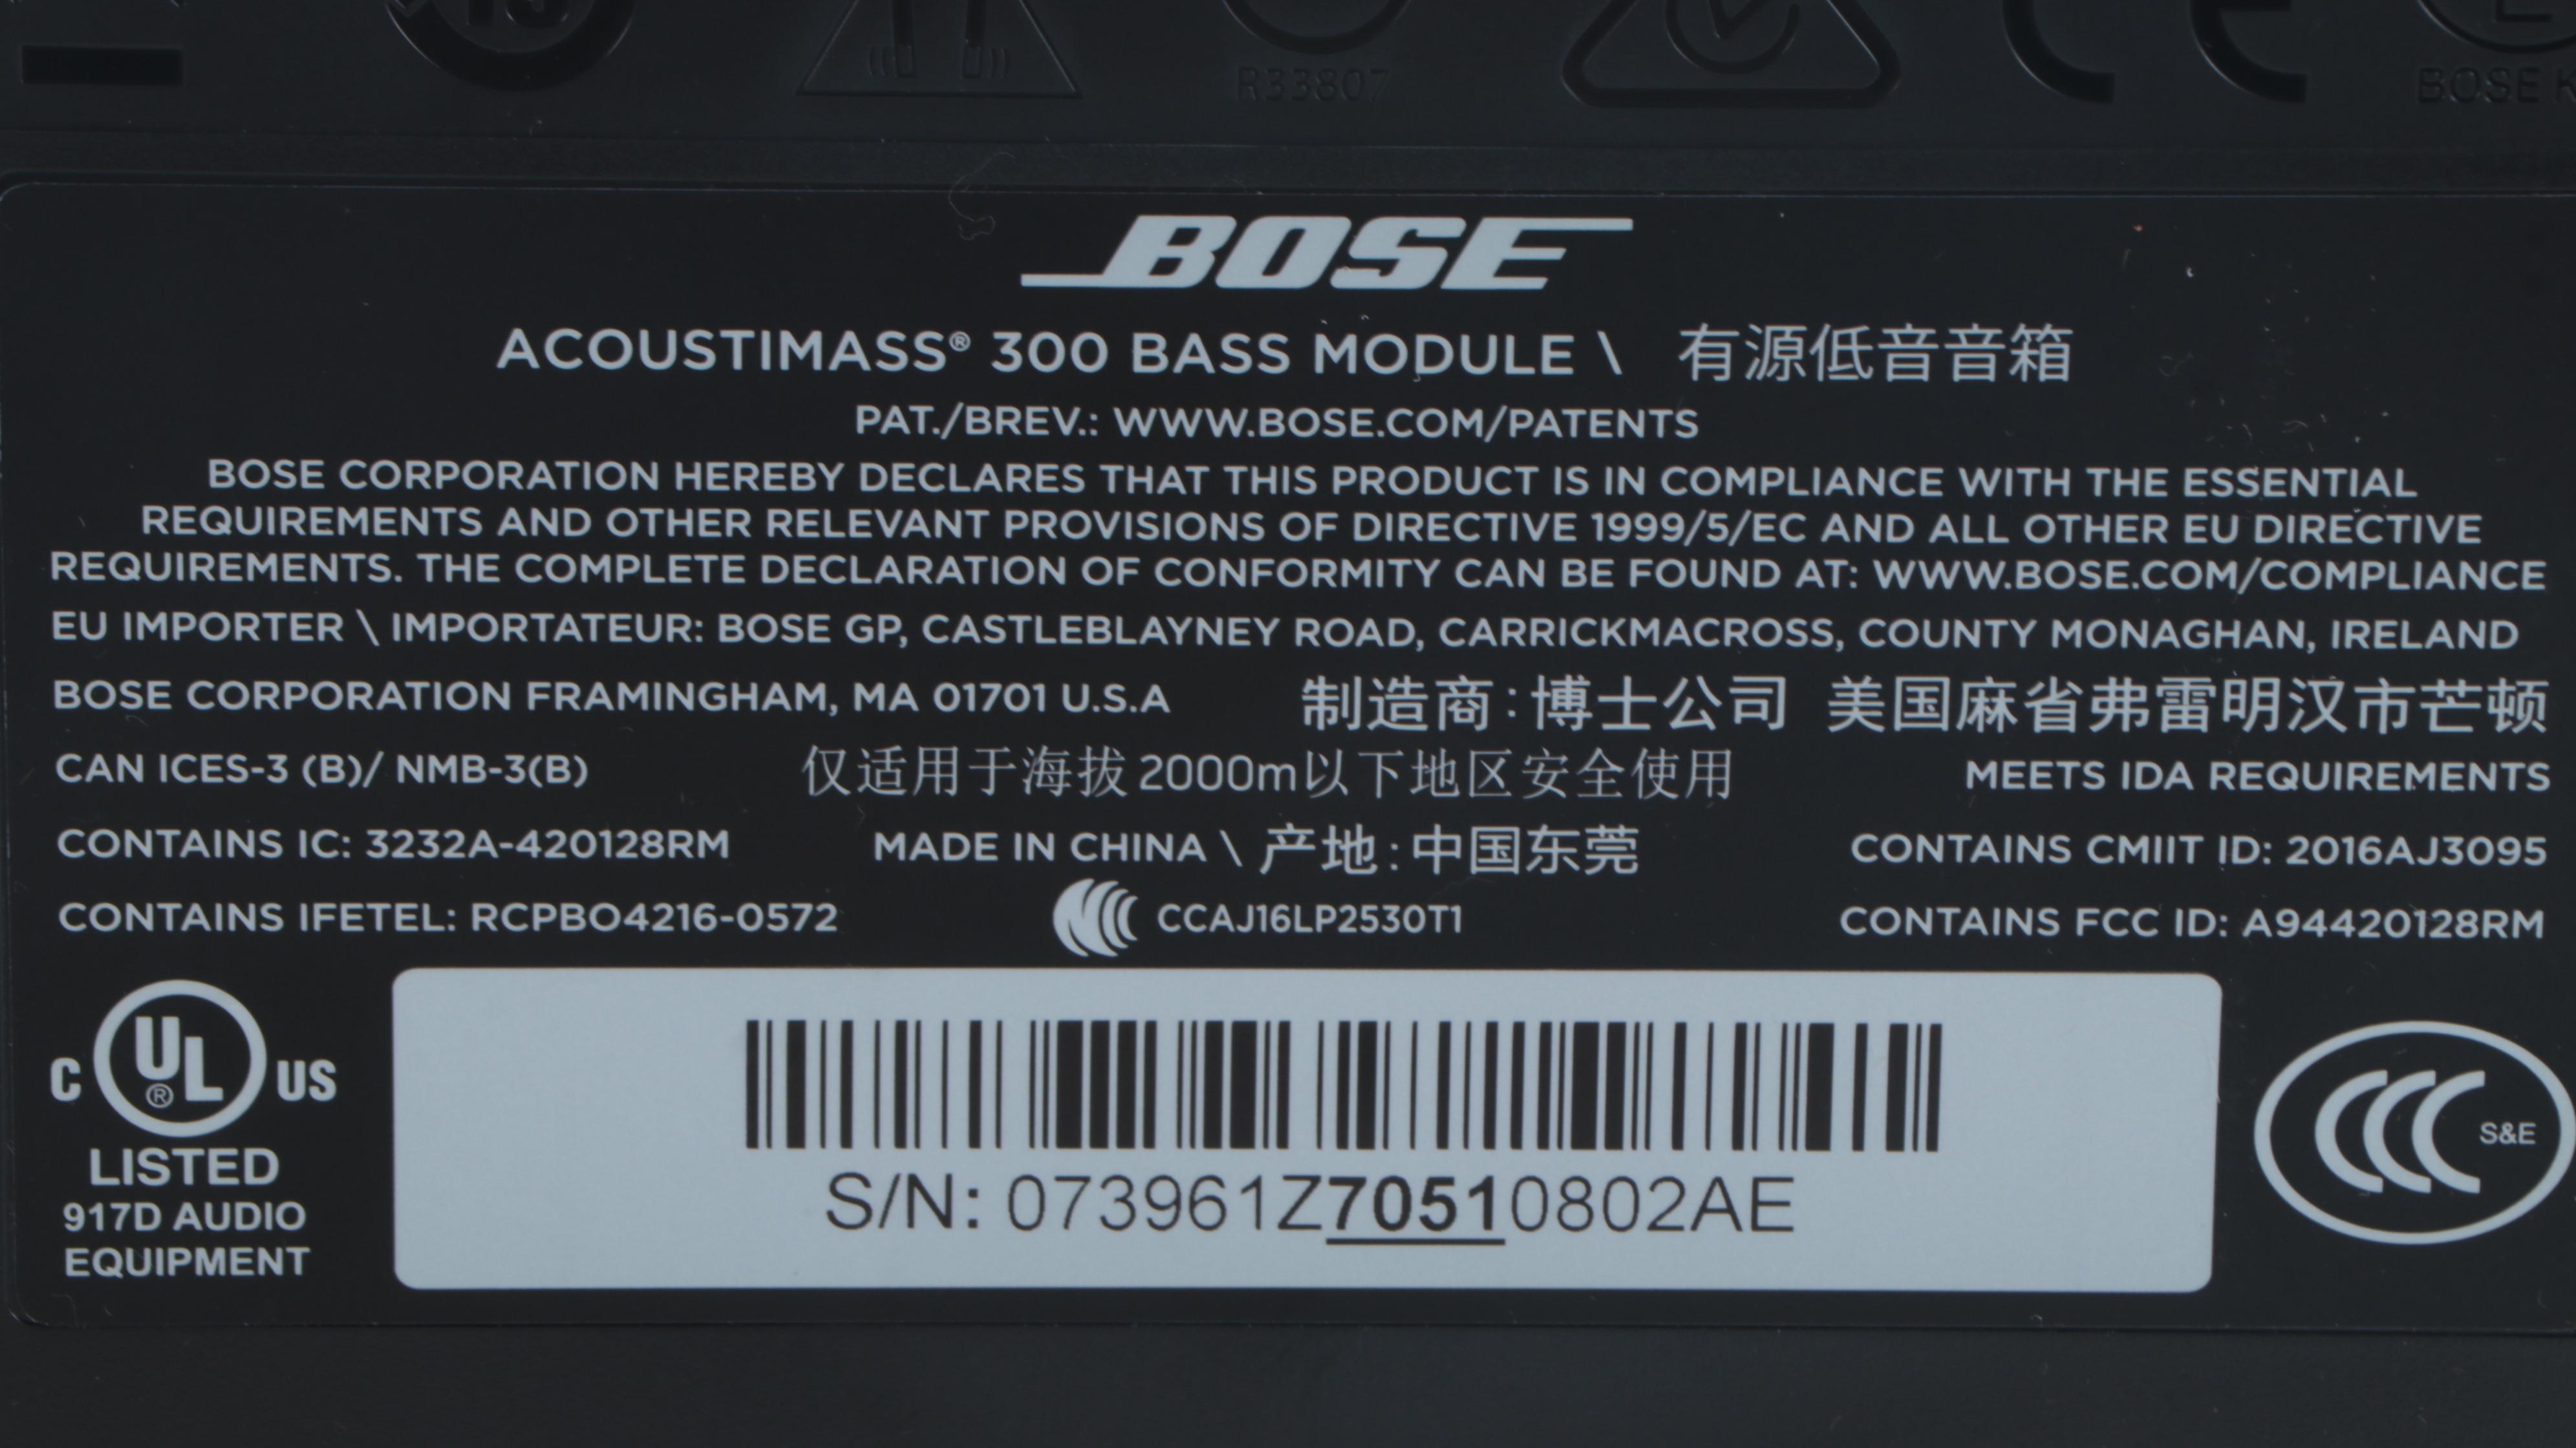 R33807
BOSE
BOSE
ACOUSTIMASS® 300 BASS MODULE \ 有源低音音箱
PAT./BREV.: WWW.BOSE.COM/PATENTS
BOSE CORPORATION HEREBY DECLARES THAT THIS PRODUCT IS IN COMPLIANCE WITH THE ESSENTIAL
REQUIREMENTS AND OTHER RELEVANT PROVISIONS OF DIRECTIVE 1999/5/EC AND ALL OTHER EU DIRECTIVE
REQUIREMENTS. THE COMPLETE DECLARATION OF CONFORMITY CAN BE FOUND AT: WWW.BOSE.COM/COMPLIANCE
EU IMPORTER \ IMPORTATEUR: BOSE GP, CASTLEBLAYNEY ROAD, CARRICKMACROSS, COUNTY MONAGHAN, IRELAND
BOSE CORPORATION FRAMINGHAM, MA 01701 U.S.A 制造商:博士公司 美国麻省弗雷明汉市芒顿
CAN ICES-3 (B)/ NMB-3(B) 仅适用于海拔2000m以下地区安全使用 MEETS IDA REQUIREMENTS
CONTAINS IC: 3232A-420128RM MADE IN CHINA \ 产地:中国东莞 CONTAINS CMIIT ID: 2016AJ3095
CONTAINS IFETEL: RCPBO4216-0572 CCAJ16LP2530T1 CONTAINS FCC ID: A94420128RM
C UL® US
LISTED
917D AUDIO
EQUIPMENT
S/N: 073961Z70510802AE
CCC S&E